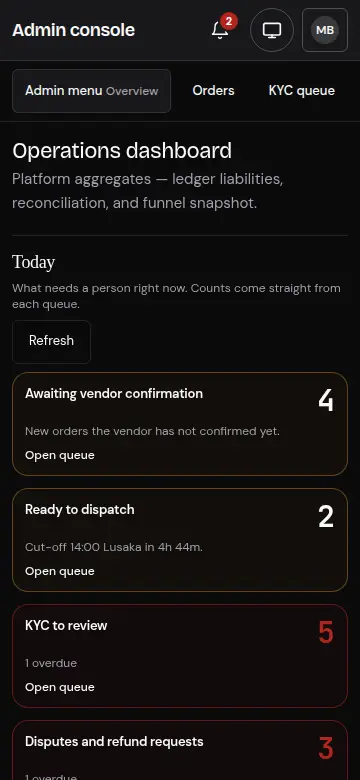 Admin console
2
MB
Admin menu Overview
Orders
KYC queue
Operations dashboard
Platform aggregates — ledger liabilities,
reconciliation, and funnel snapshot.
Today
What needs a person right now. Counts come straight from
each queue.
Refresh
Awaiting vendor confirmation
4
New orders the vendor has not confirmed yet.
Open queue
Ready to dispatch
2
Cut-off 14:00 Lusaka in 4h 44m.
Open queue
KYC to review
5
1 overdue
Open queue
Disputes and refund requests
3
1 overdue